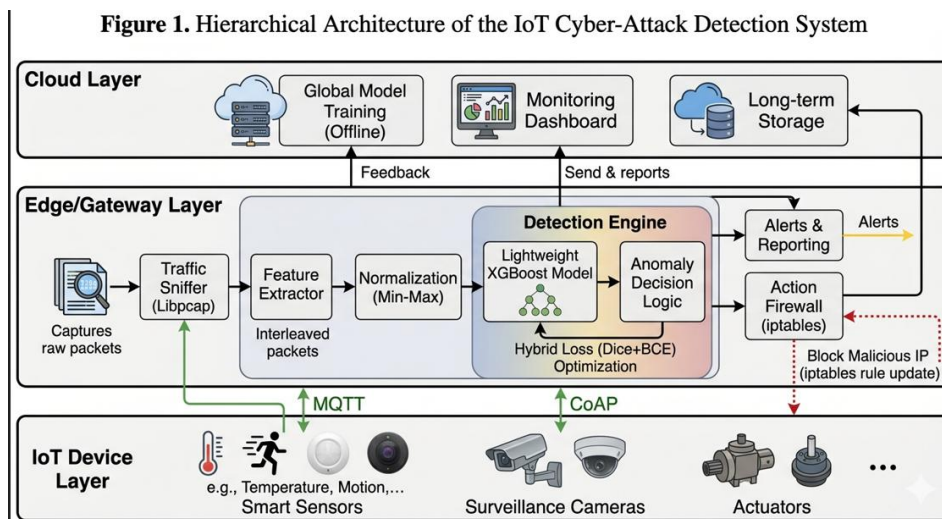 Figure 1. Hierarchical Architecture of the IoT Cyber-Attack Detection System
Cloud Layer
Global Model
Training
(Offline)
Monitoring
Dashboard
Long-term
Storage
Feedback
Send & reports
Edge/Gateway Layer
Detection Engine
Captures
raw packets
Traffic
Sniffer
(Libpcap)
Feature
Extractor
Interleaved
packets
Normalization
(Min-Max)
Lightweight
XGBoost Model
Anomaly
Decision
Logic
Hybrid Loss (Dice+BCE)
Optimization
Alerts &
Reporting
Alerts
Action
Firewall
(iptables)
Block Malicious IP
(iptables rule update)
MQTT
CoAP
IoT Device
Layer
e.g., Temperature, Motion,...
Smart Sensors
Surveillance Cameras
Actuators
...